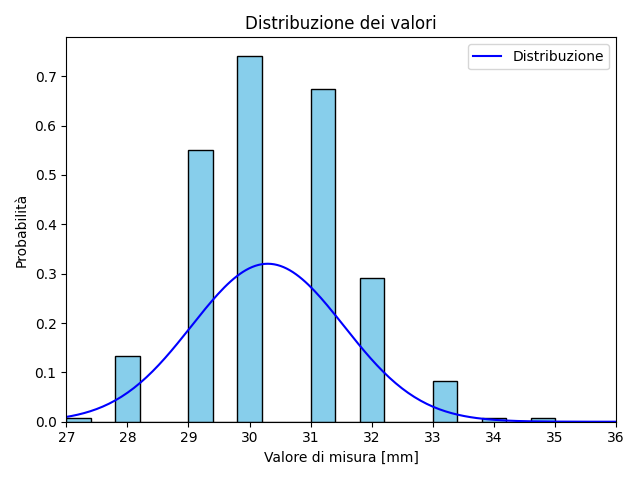 Distribuzione dei valori
Distribuzione
Probabilità
0.7
0.6
0.5
0.4
0.3
0.2
0.1
0.0
27 28 29 30 31 32 33 34 35 36
Valore di misura [mm]